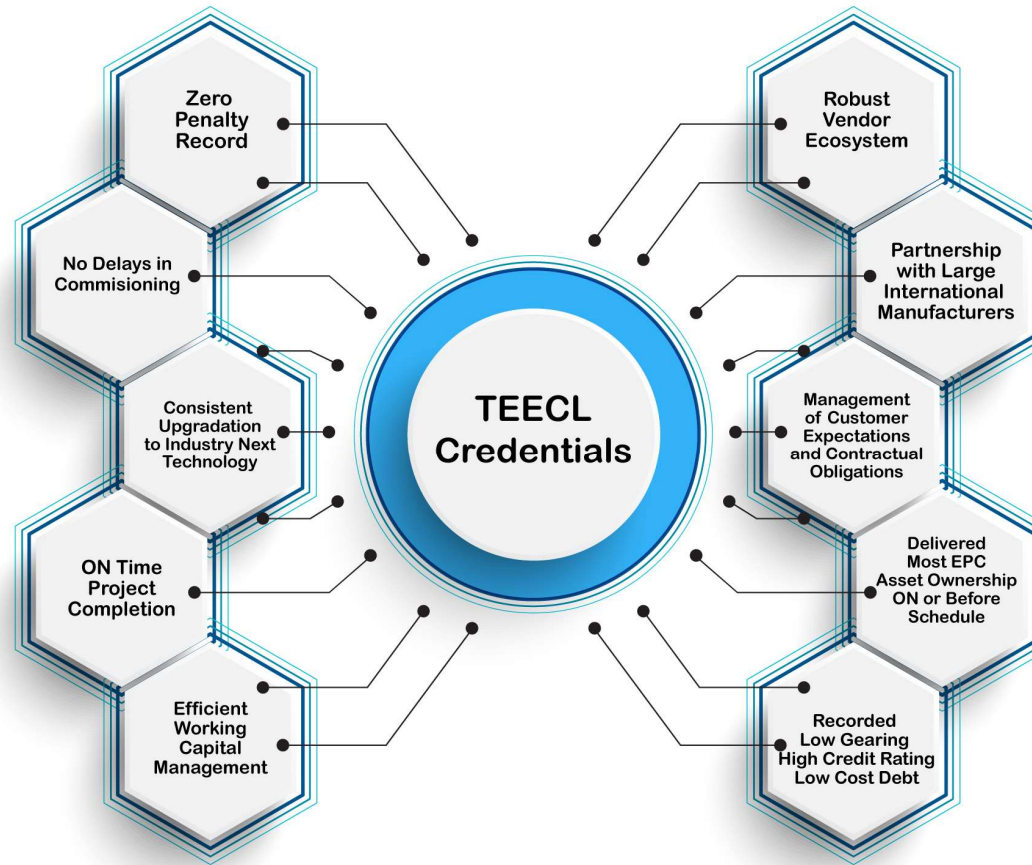 Zero
Penalty
Record
No Delays in
Commisioning
Consistent
Upgradation
to Industry Next
Technology
ON Time
Project
Completion
Efficient
Working
Capital
Management
TEECL
Credentials
Robust
Vendor
Ecosystem
Partnership
with Large
International
Manufacturers
Management
of Customer
Expectations
and Contractual
Obligations
Delivered
Most EPC
Asset Ownership
ON or Before
Schedule
Recorded
Low Gearing
High Credit Rating
Low Cost Debt